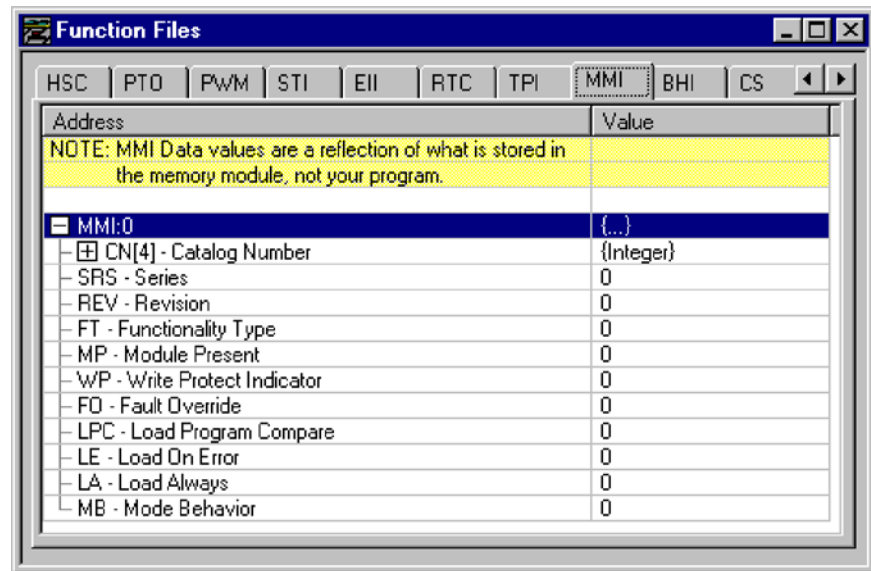 Function Files
HSC PTO PWM STI EII RTC TPI MMI BHI CS
Address Value
NOTE: MMI Data values are a reflection of what is stored in
the memory module, not your program.
MMI:0 {...}
CN[4] - Catalog Number {Integer}
SRS - Series 0
REV - Revision 0
FT - Functionality Type 0
MP - Module Present 0
WP - Write Protect Indicator 0
FO - Fault Override 0
LPC - Load Program Compare 0
LE - Load On Error 0
LA - Load Always 0
MB - Mode Behavior 0